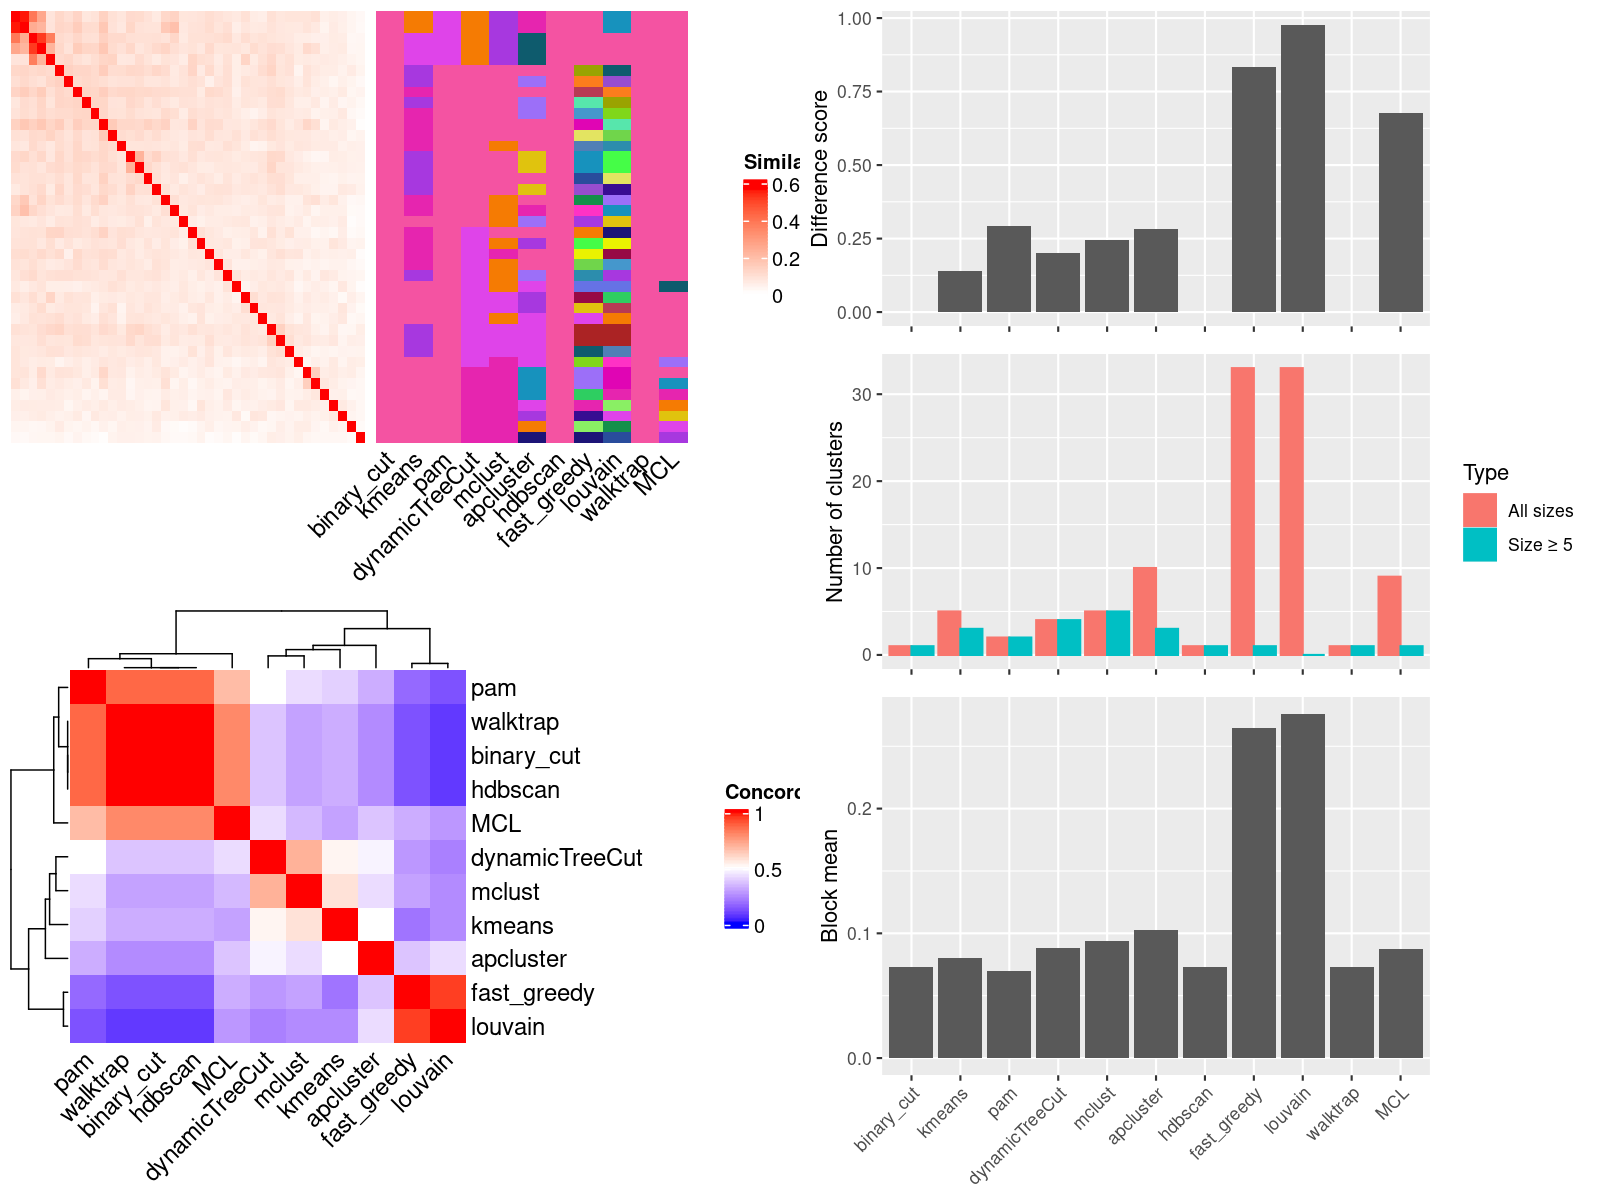 Simila
0.6
0.4
0.2
0
binary_cut
kmeans
pam
dynamicTreeCut
mclust
apcluster
hdbscan
fast_greedy
louvain
walktrap
MCL
pam
walktrap
binary_cut
hdbscan
MCL
dynamicTreeCut
mclust
kmeans
apcluster
fast_greedy
louvain
pam
walktrap
binary_cut
hdbscan
MCL
dynamicTreeCut
mclust
kmeans
apcluster
fast_greedy
louvain
Concord
1
0.5
0
Difference score
1.00
0.75
0.50
0.25
0.00
Number of clusters
30
20
10
0
Type
All sizes
Size ≥ 5
Block mean
0.2
0.1
0.0
binary_cut
kmeans
pam
dynamicTreeCut
mclust
apcluster
hdbscan
fast_greedy
louvain
walktrap
MCL